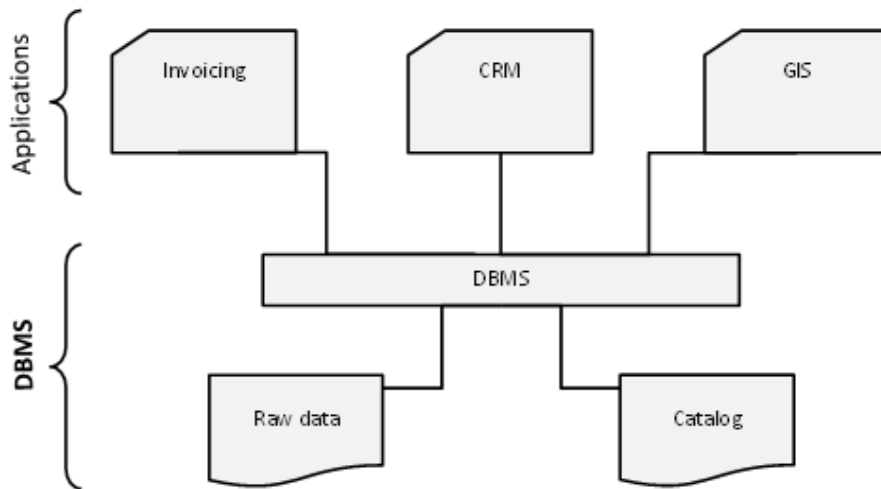 Applications
Invoicing
CRM
GIS
DBMS
DBMS
Raw data
Catalog